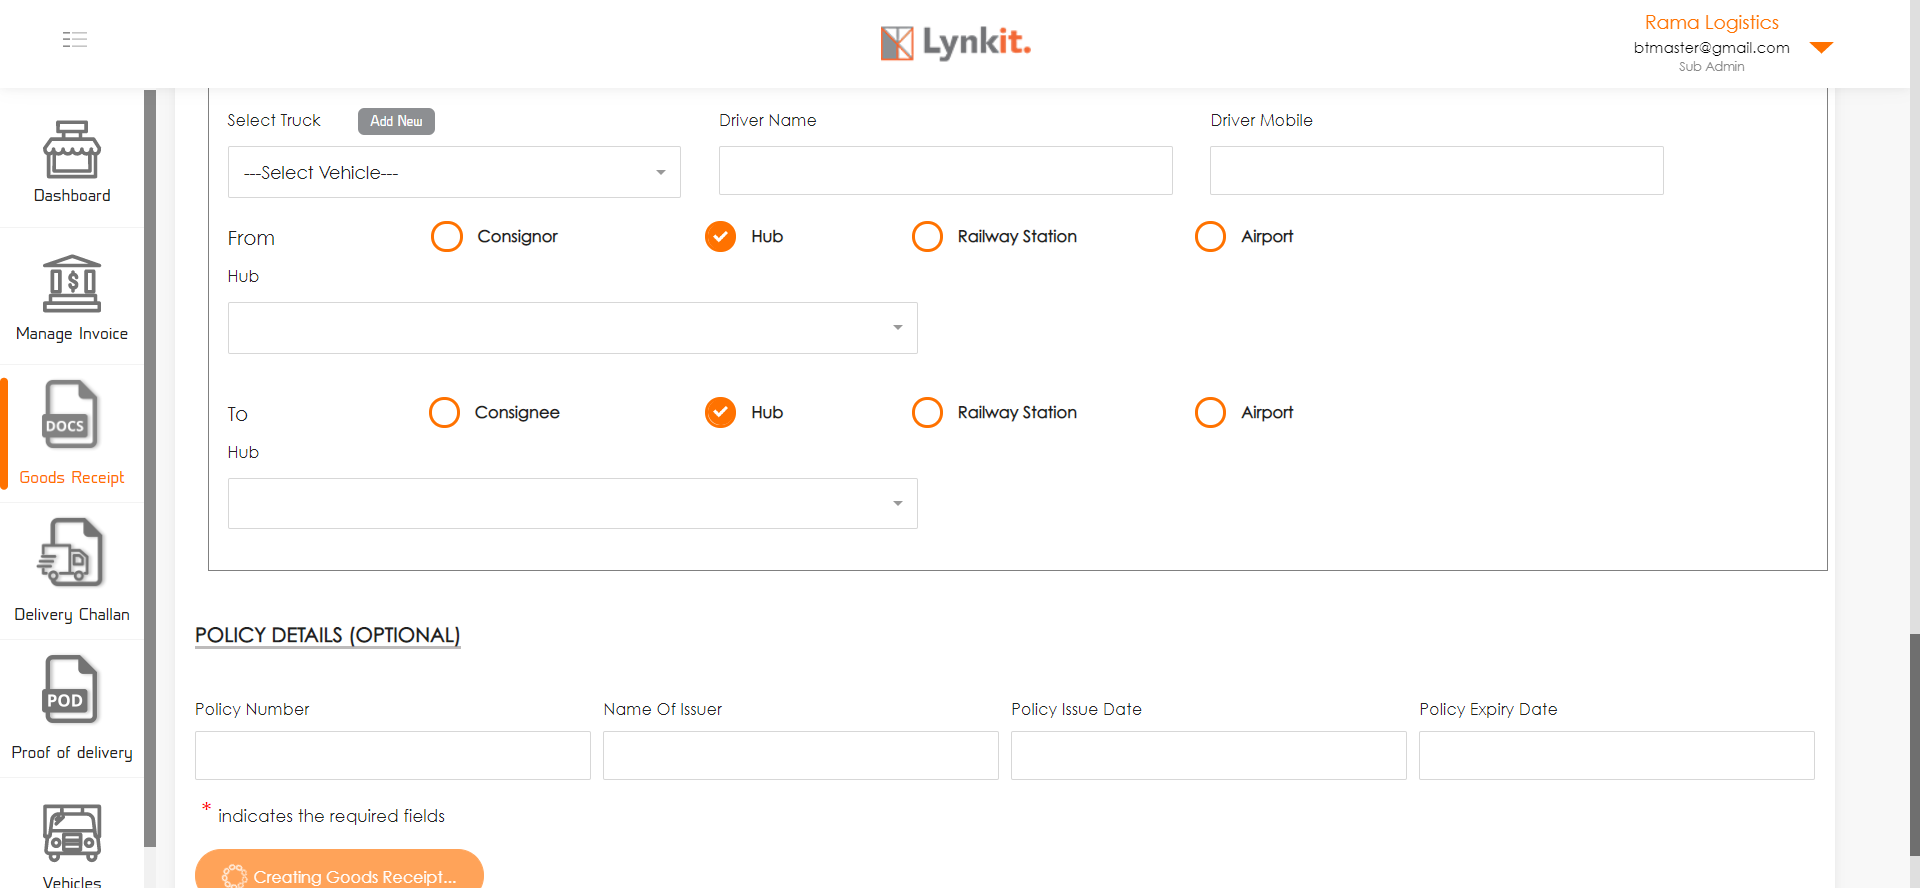 Lynkit.
Rama Logistics
btmaster@gmail.com
Sub Admin
Dashboard
Manage Invoice
DOCS
Goods Receipt
Delivery Challan
POD
Proof of delivery
Vehicles
Select Truck Add New Driver Name Driver Mobile
---Select Vehicle---
From Consignor Hub Railway Station Airport
Hub
To Consignee Hub Railway Station Airport
Hub
POLICY DETAILS (OPTIONAL)
Policy Number Name Of Issuer Policy Issue Date Policy Expiry Date
* indicates the required fields
Creating Goods Receipt...